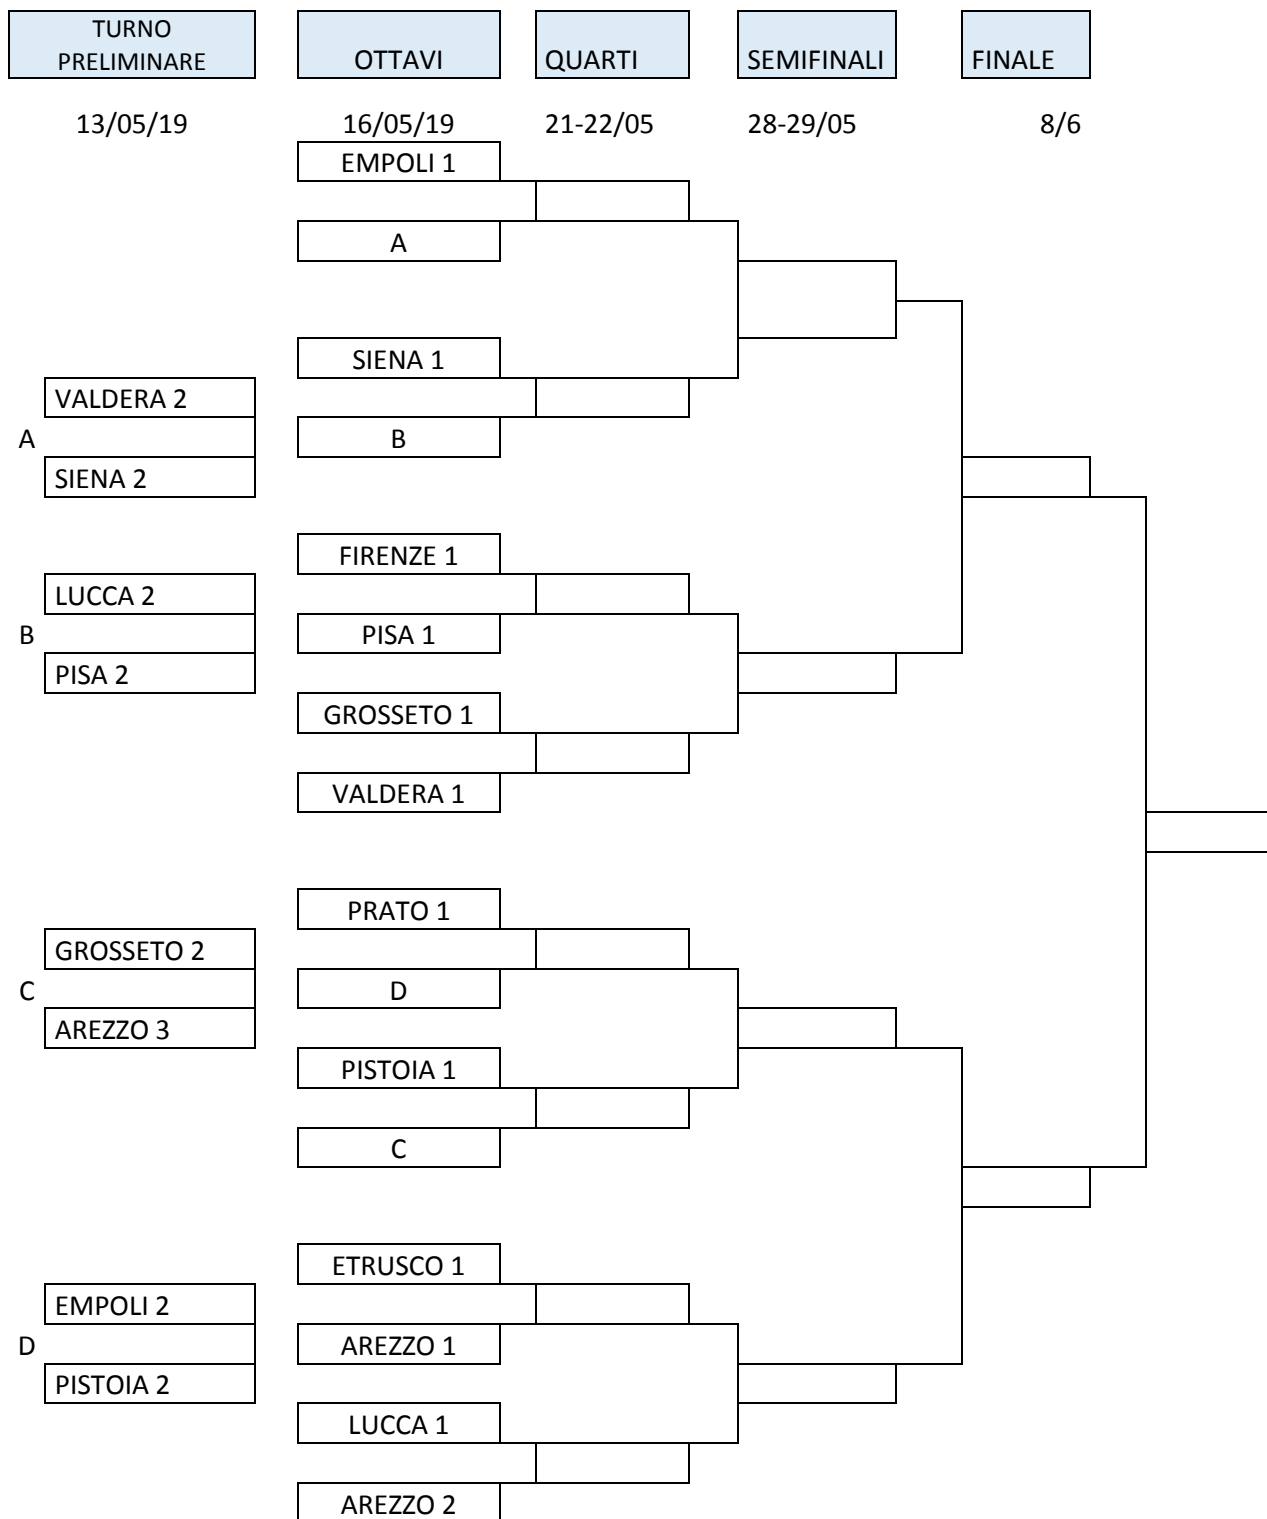 TURNO
PRELIMINARE
OTTAVI
QUARTI
SEMIFINALI
FINALE
13/05/19
16/05/19
21-22/05
28-29/05
8/6
EMPOLI 1
A
SIENA 1
VALDERA 2
A
B
SIENA 2
FIRENZE 1
LUCCA 2
B
PISA 1
PISA 2
GROSSETO 1
VALDERA 1
PRATO 1
GROSSETO 2
C
D
AREZZO 3
PISTOIA 1
C
ETRUSCO 1
EMPOLI 2
D
AREZZO 1
PISTOIA 2
LUCCA 1
AREZZO 2